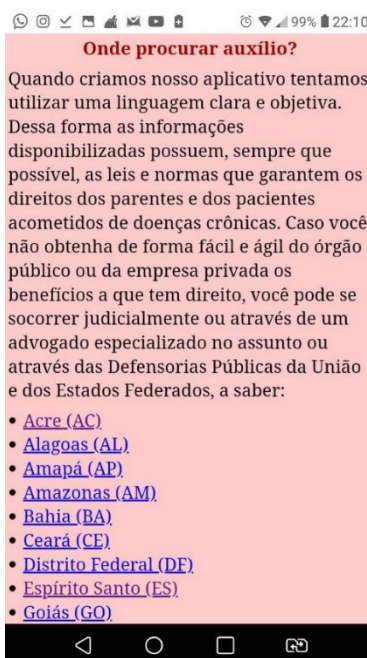 99% 22:10
Onde procurar auxílio?
Quando criamos nosso aplicativo tentamos
utilizar uma linguagem clara e objetiva.
Dessa forma as informações
disponibilizadas possuem, sempre que
possível, as leis e normas que garantem os
direitos dos parentes e dos pacientes
acometidos de doenças crônicas. Caso você
não obtenha de forma fácil e ágil do órgão
público ou da empresa privada os
benefícios a que tem direito, você pode se
socorrer judicialmente ou através de um
advogado especializado no assunto ou
através das Defensorias Públicas da União
e dos Estados Federados, a saber:
• Acre (AC)
• Alagoas (AL)
• Amapá (AP)
• Amazonas (AM)
• Bahia (BA)
• Ceará (CE)
• Distrito Federal (DF)
• Espírito Santo (ES)
• Goiás (GO)